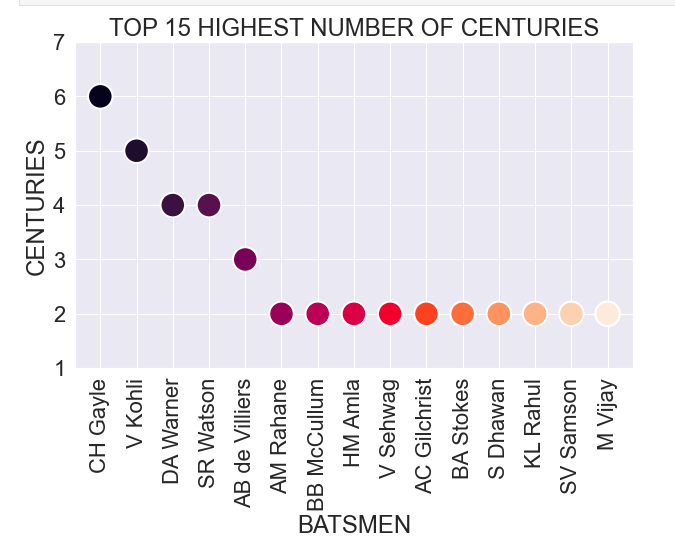 TOP 15 HIGHEST NUMBER OF CENTURIES
7
6
5
4
3
2
1
CENTURIES
CH Gayle
V Kohli
DA Warner
SR Watson
AB de Villiers
AM Rahane
BB McCullum
HM Amla
V Sehwag
AC Gilchrist
BA Stokes
S Dhawan
KL Rahul
SV Samson
M Vijay
BATSMEN